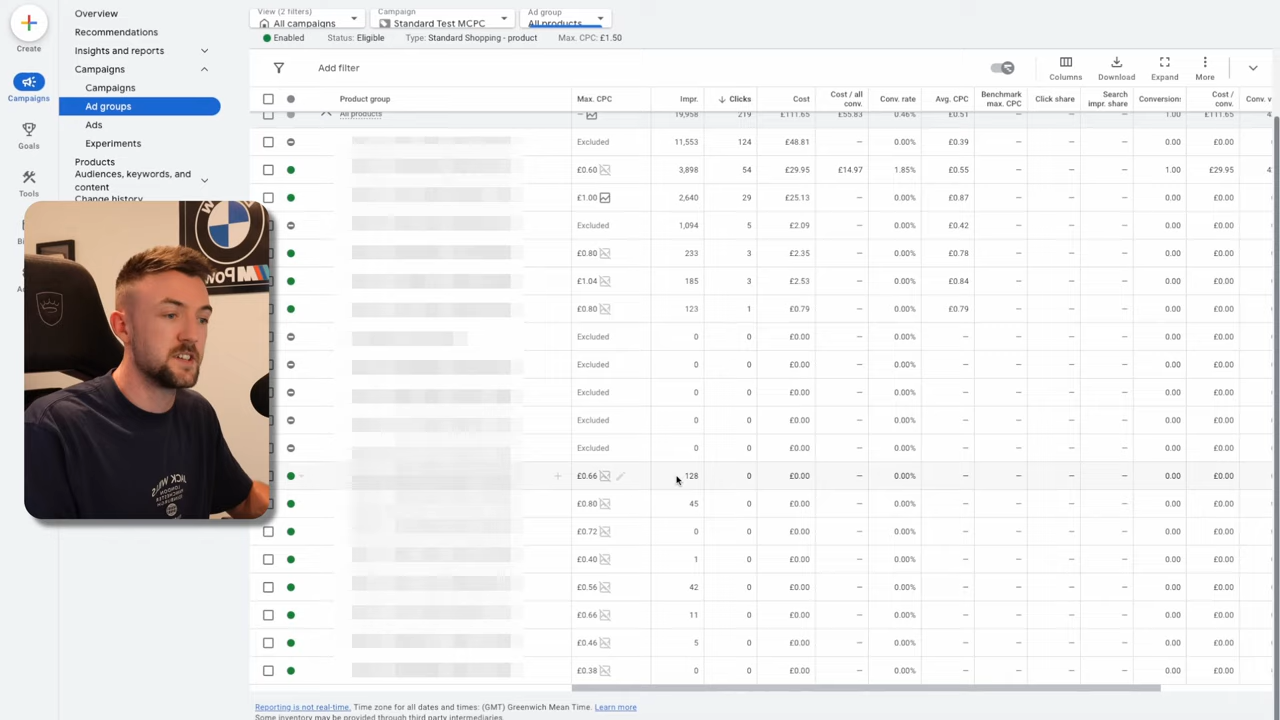 Create
Campaigns
Goals
Tools
Overview
Recommendations
Insights and reports
Campaigns
Campaigns
Ad groups
Ads
Experiments
Products
Audiences, keywords, and
content
Change history
View (2 filters)
All campaigns
Campaign
Standard Test MCPC
Ad group
All products
Enabled Status: Eligible Type: Standard Shopping - product Max. CPC: £1.50
Add filter
Columns Download Expand More
Product group Max. CPC Impr. Clicks Cost Cost / all conv. Conv. rate Avg. CPC Benchmark max. CPC Click share Search impr. share Conversions Cost / conv. Conv. v
All products – 19,958 219 £111.65 £55.83 0.46% £0.51 – – – 1.00 £111.65
Excluded 11,553 124 £48.81 – 0.00% £0.39 – – – 0.00 £0.00
£0.60 3,898 54 £29.95 £14.97 1.85% £0.55 – – – 1.00 £29.95 4
£1.00 2,640 29 £25.13 – 0.00% £0.87 – – – 0.00 £0.00
Excluded 1,094 5 £2.09 – 0.00% £0.42 – – – 0.00 £0.00
£0.80 233 3 £2.35 – 0.00% £0.78 – – – 0.00 £0.00
£1.04 185 3 £2.53 – 0.00% £0.84 – – – 0.00 £0.00
£0.80 123 1 £0.79 – 0.00% £0.79 – – – 0.00 £0.00
Excluded 0 0 £0.00 – 0.00% – – – – 0.00 £0.00
Excluded 0 0 £0.00 – 0.00% – – – – 0.00 £0.00
Excluded 0 0 £0.00 – 0.00% – – – – 0.00 £0.00
Excluded 0 0 £0.00 – 0.00% – – – – 0.00 £0.00
Excluded 0 0 £0.00 – 0.00% – – – – 0.00 £0.00
£0.66 128 0 £0.00 – 0.00% – – – – 0.00 £0.00
£0.80 45 0 £0.00 – 0.00% – – – – 0.00 £0.00
£0.72 0 0 £0.00 – 0.00% – – – – 0.00 £0.00
£0.40 1 0 £0.00 – 0.00% – – – – 0.00 £0.00
£0.56 42 0 £0.00 – 0.00% – – – – 0.00 £0.00
£0.66 11 0 £0.00 – 0.00% – – – – 0.00 £0.00
£0.46 5 0 £0.00 – 0.00% – – – – 0.00 £0.00
£0.38 0 0 £0.00 – 0.00% – – – – 0.00 £0.00
Reporting is not real-time. Time zone for all dates and times: (GMT) Greenwich Mean Time. Learn more
Some inventory may be provided through third party intermediaries.